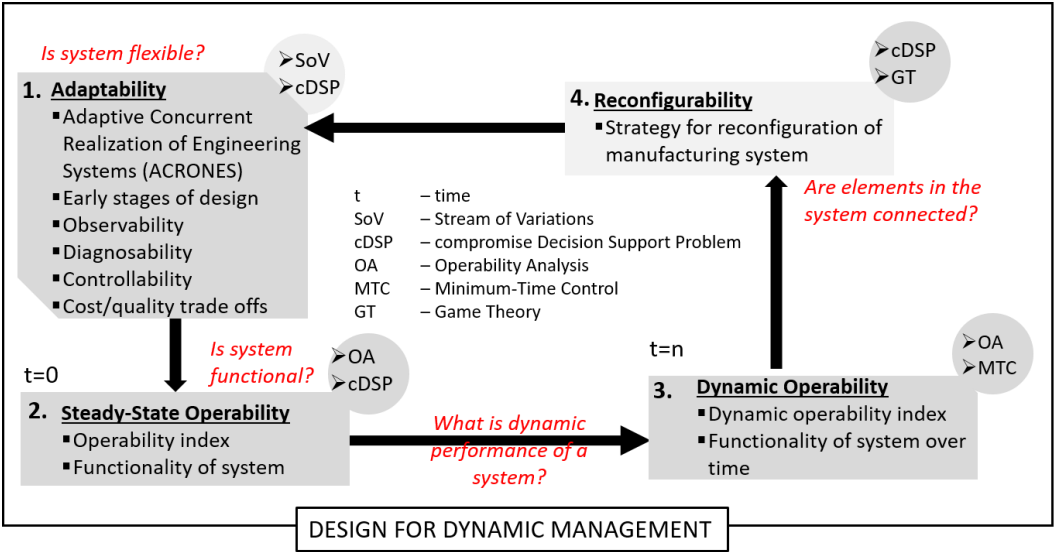 Is system flexible?
➢SoV
➢cDSP
1. Adaptability
▪Adaptive Concurrent
Realization of Engineering
Systems (ACRONES)
▪Early stages of design
▪Observability
▪Diagnosability
▪Controllability
▪Cost/quality trade offs
➢cDSP
➢GT
4. Reconfigurability
▪Strategy for reconfiguration of
manufacturing system
Are elements in the
system connected?
t – time
SoV – Stream of Variations
cDSP – compromise Decision Support Problem
OA – Operability Analysis
MTC – Minimum-Time Control
GT – Game Theory
Is system
functional?
➢OA
➢cDSP
t=0
2. Steady-State Operability
▪Operability index
▪Functionality of system
What is dynamic
performance of a
system?
t=n
➢OA
➢MTC
3. Dynamic Operability
▪Dynamic operability index
▪Functionality of system over
time
DESIGN FOR DYNAMIC MANAGEMENT